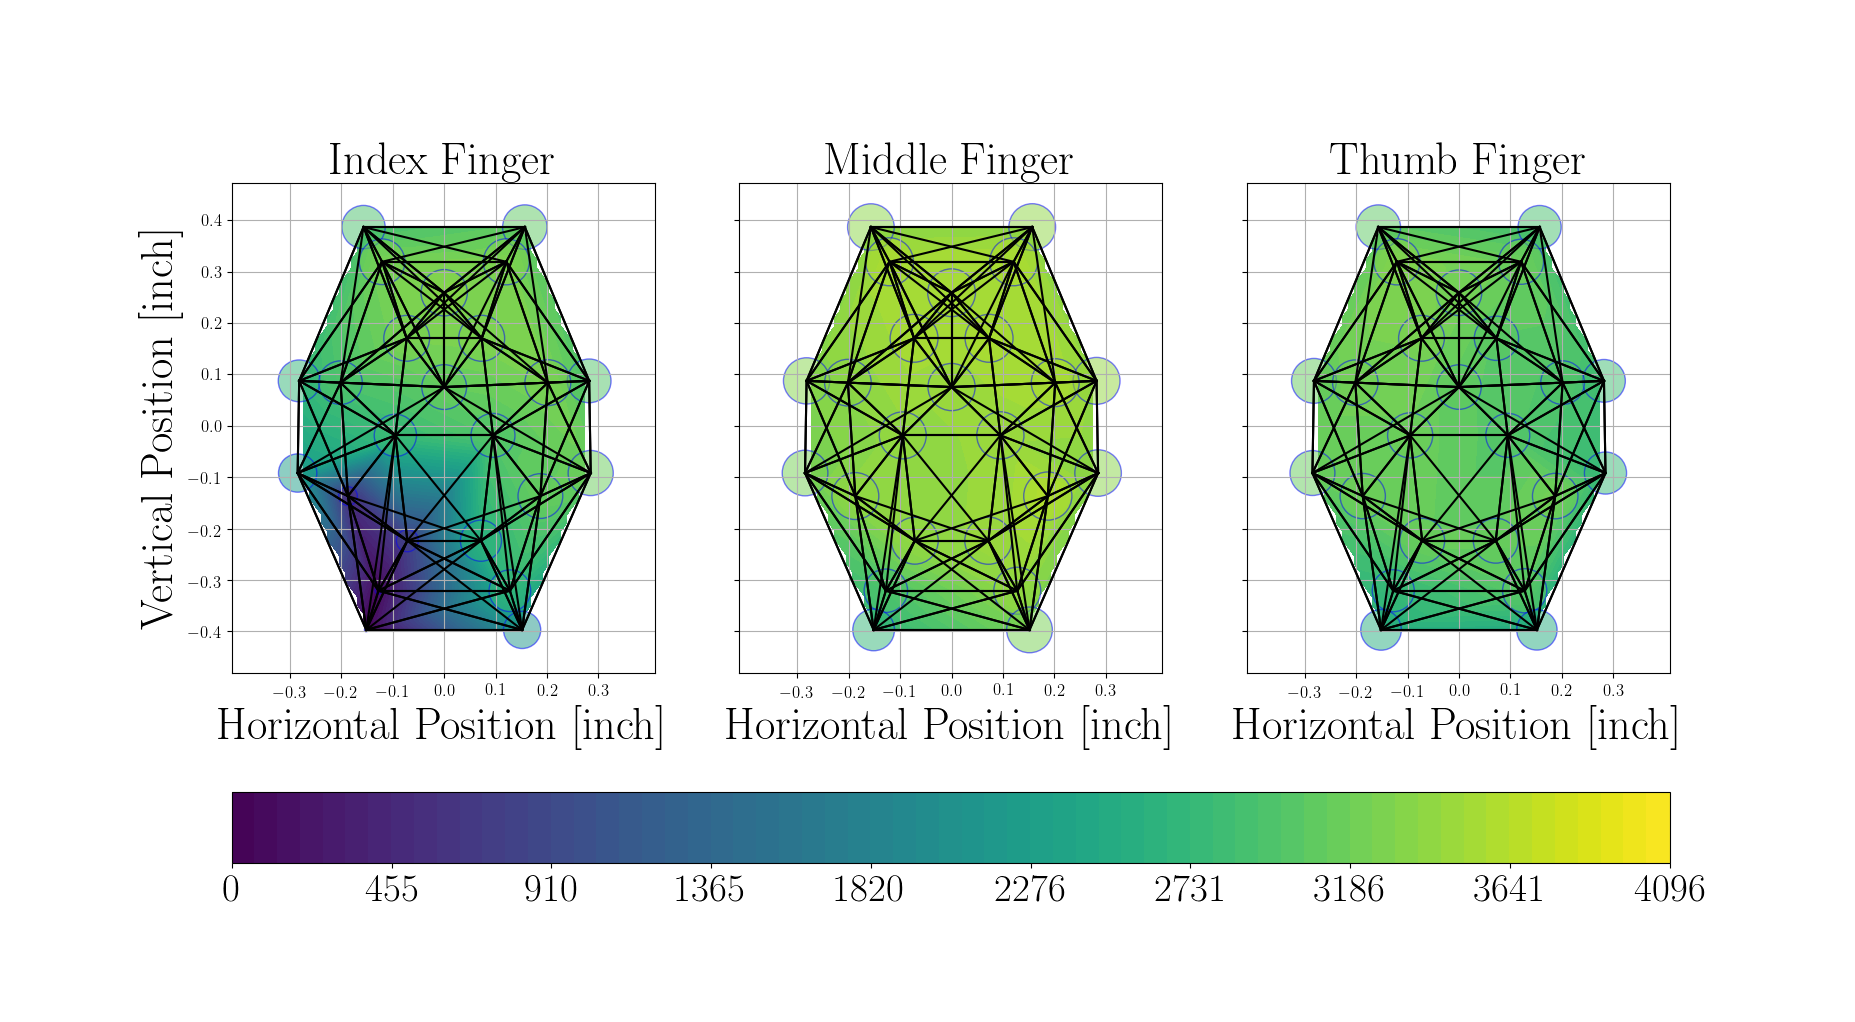 Index Finger Middle Finger Thumb Finger
Vertical Position [inch]
0.4
0.3
0.2
0.1
0.0
−0.1
−0.2
−0.3
−0.4
−0.3 −0.2 −0.1 0.0 0.1 0.2 0.3 −0.3 −0.2 −0.1 0.0 0.1 0.2 0.3 −0.3 −0.2 −0.1 0.0 0.1 0.2 0.3
Horizontal Position [inch] Horizontal Position [inch] Horizontal Position [inch]
0 455 910 1365 1820 2276 2731 3186 3641 4096